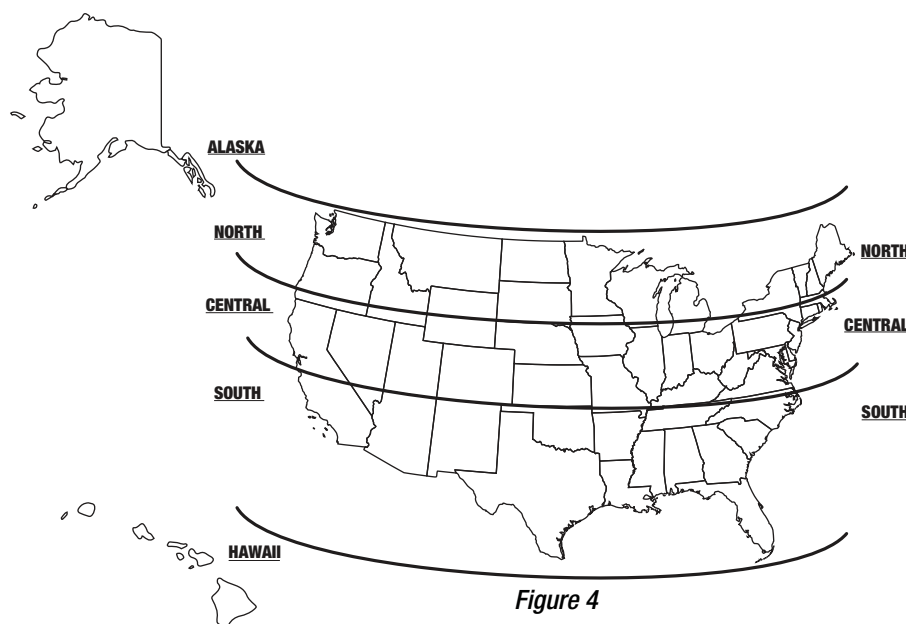 ALASKA
NORTH
NORTH
CENTRAL
CENTRAL
SOUTH
SOUTH
HAWAII
Figure 4